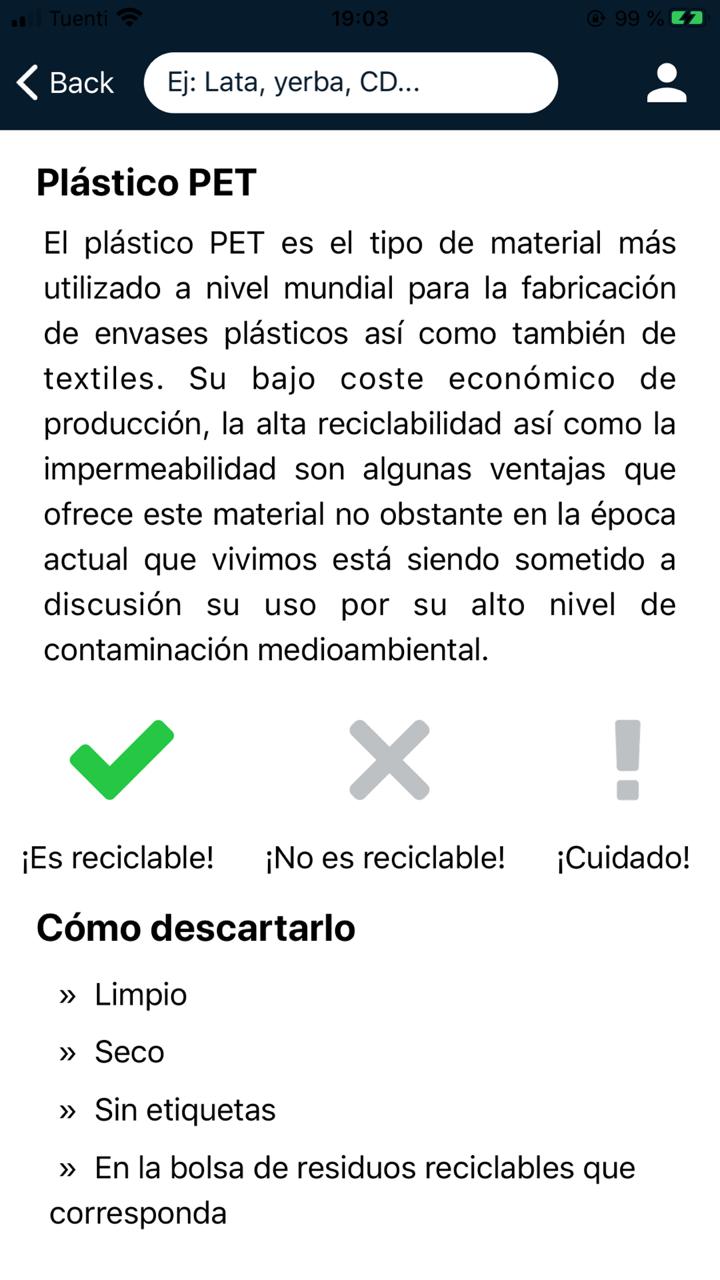 Tuenti 19:03 99 %
Back Ej: Lata, yerba, CD...
Plástico PET
El plástico PET es el tipo de material más
utilizado a nivel mundial para la fabricación
de envases plásticos así como también de
textiles. Su bajo coste económico de
producción, la alta reciclabilidad así como la
impermeabilidad son algunas ventajas que
ofrece este material no obstante en la época
actual que vivimos está siendo sometido a
discusión su uso por su alto nivel de
contaminación medioambiental.
¡Es reciclable! ¡No es reciclable! ¡Cuidado!
Cómo descartarlo
» Limpio
» Seco
» Sin etiquetas
» En la bolsa de residuos reciclables que
corresponda